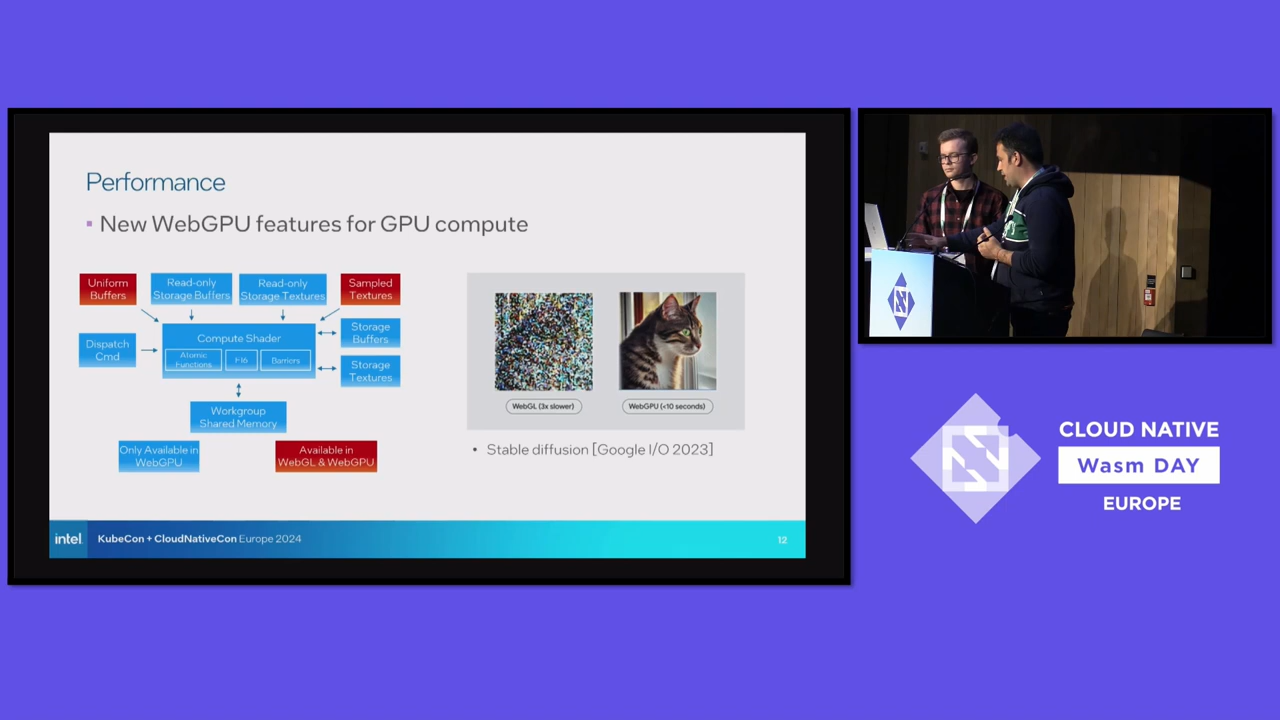 Performance
▪ New WebGPU features for GPU compute
Uniform
Buffers
Read-only
Storage Buffers
Read-only
Storage Textures
Sampled
Textures
Dispatch
Cmd
Compute Shader
Atomic
Functions
F16
Barriers
Storage
Buffers
Storage
Textures
Workgroup
Shared Memory
Only Available in
WebGPU
Available in
WebGL & WebGPU
WebGL (3x slower)
WebGPU (<10 seconds)
• Stable diffusion [Google I/O 2023]
intel.
KubeCon + CloudNativeCon Europe 2024
12
CLOUD NATIVE
Wasm DAY
EUROPE